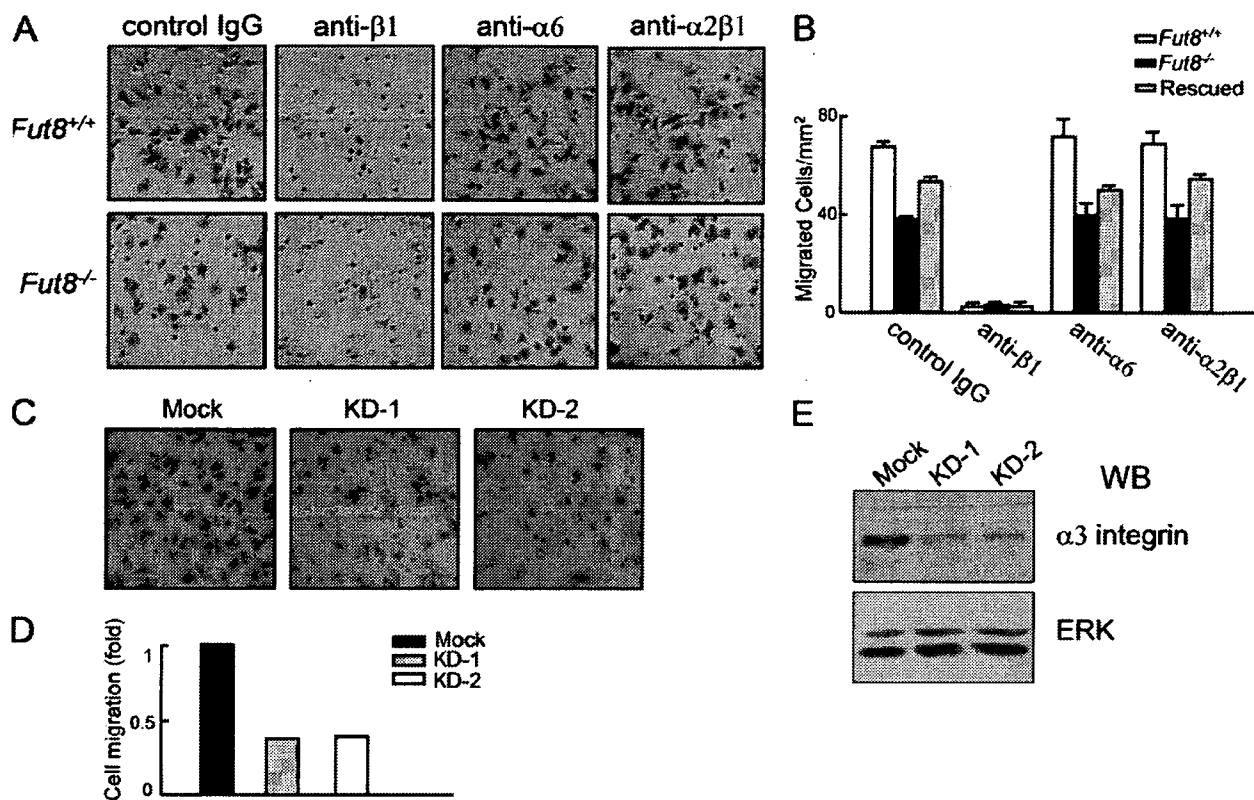 A
control IgG
anti-β1
anti-α6
anti-α2β1
Fut8+/+
Fut8-/-
B
Fut8+/+
Fut8-/-
Rescued
Migrated Cells/mm²
80
40
0
control IgG
anti-β1
anti-α6
anti-α2β1
C
Mock
KD-1
KD-2
D
Cell migration (fold)
1
0.5
0
Mock
KD-1
KD-2
E
Mock
KD-1
KD-2
WB
α3 integrin
ERK